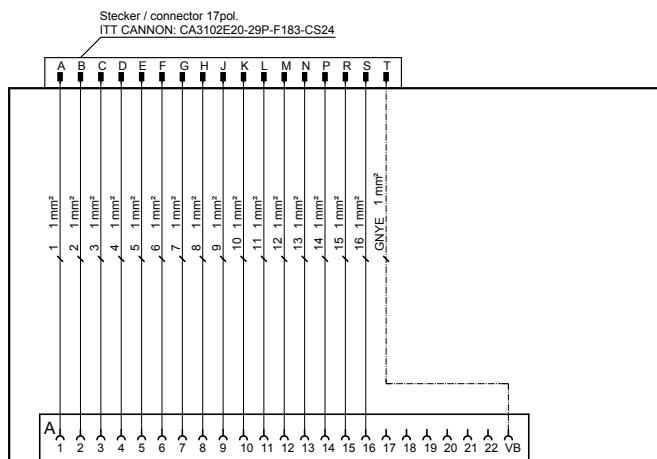 Stecker / connector 17pol.
ITT CANNON: CA3102E20-29P-F183-CS24
A B C D E F G H J K L M N P R S T
1 1 mm²
2 1 mm²
3 1 mm²
4 1 mm²
5 1 mm²
6 1 mm²
7 1 mm²
8 1 mm²
9 1 mm²
10 1 mm²
11 1 mm²
12 1 mm²
13 1 mm²
14 1 mm²
15 1 mm²
16 1 mm²
GNYE 1 mm²
A
1 2 3 4 5 6 7 8 9 10 11 12 13 14 15 16 17 18 19 20 21 22 VB